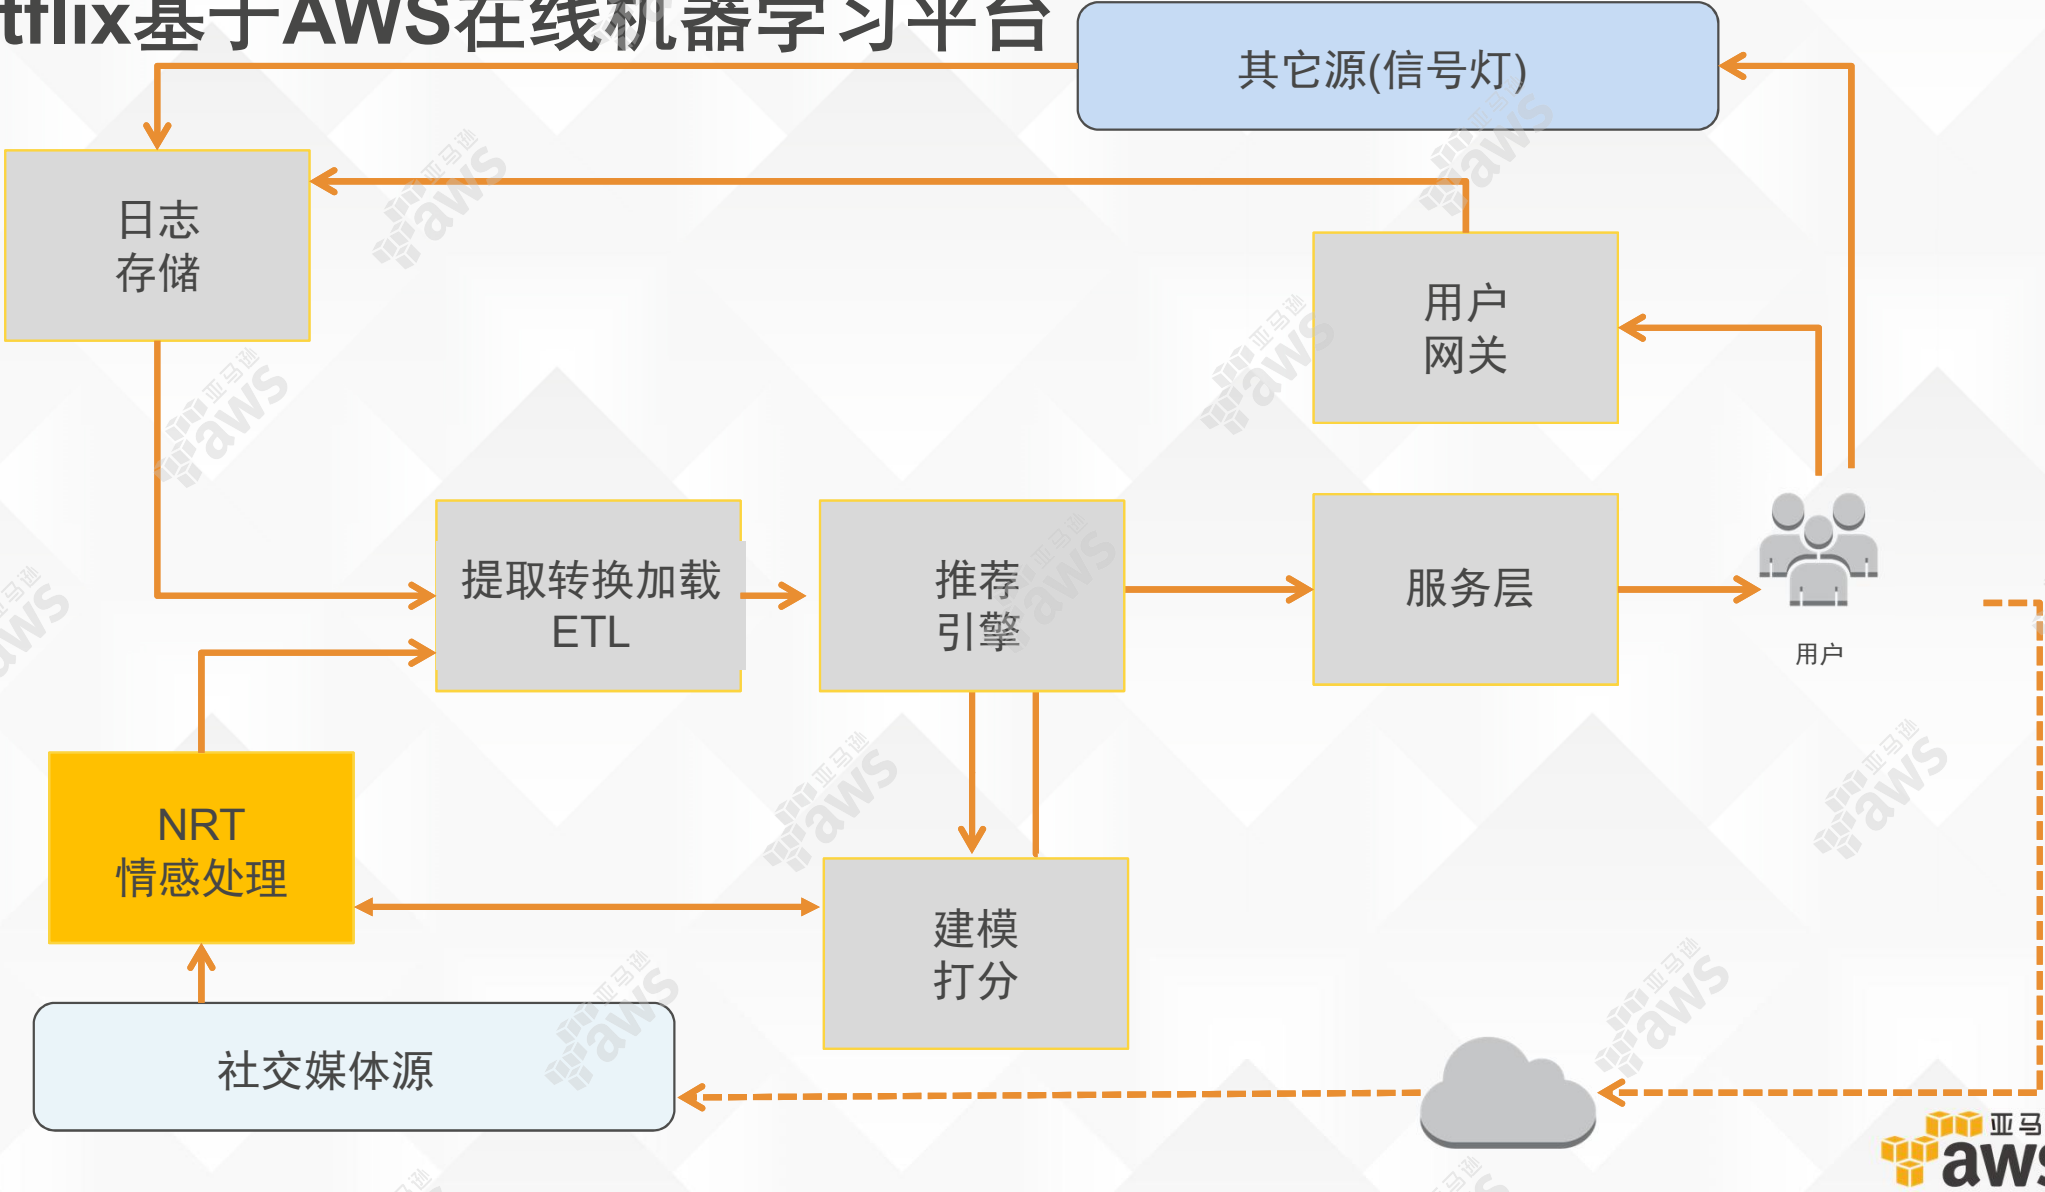 tflix基于AWS在线机器学习平台
其它源(信号灯)
日志
存储
用户
网关
提取转换加载
ETL
推荐
引擎
服务层
用户
NRT
情感处理
建模
打分
社交媒体源
亚马
aws